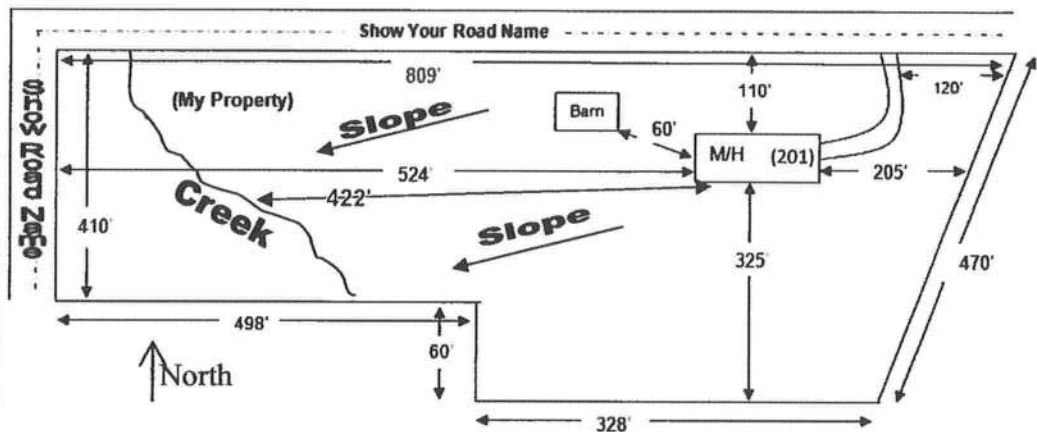 Show Your Road Name
Show Road Name
809'
(My Property)
Slope
Barn
110'
120'
60'
M/H (201)
524'
205'
422'
Creek
410'
Slope
325'
470'
498'
60'
North
328'